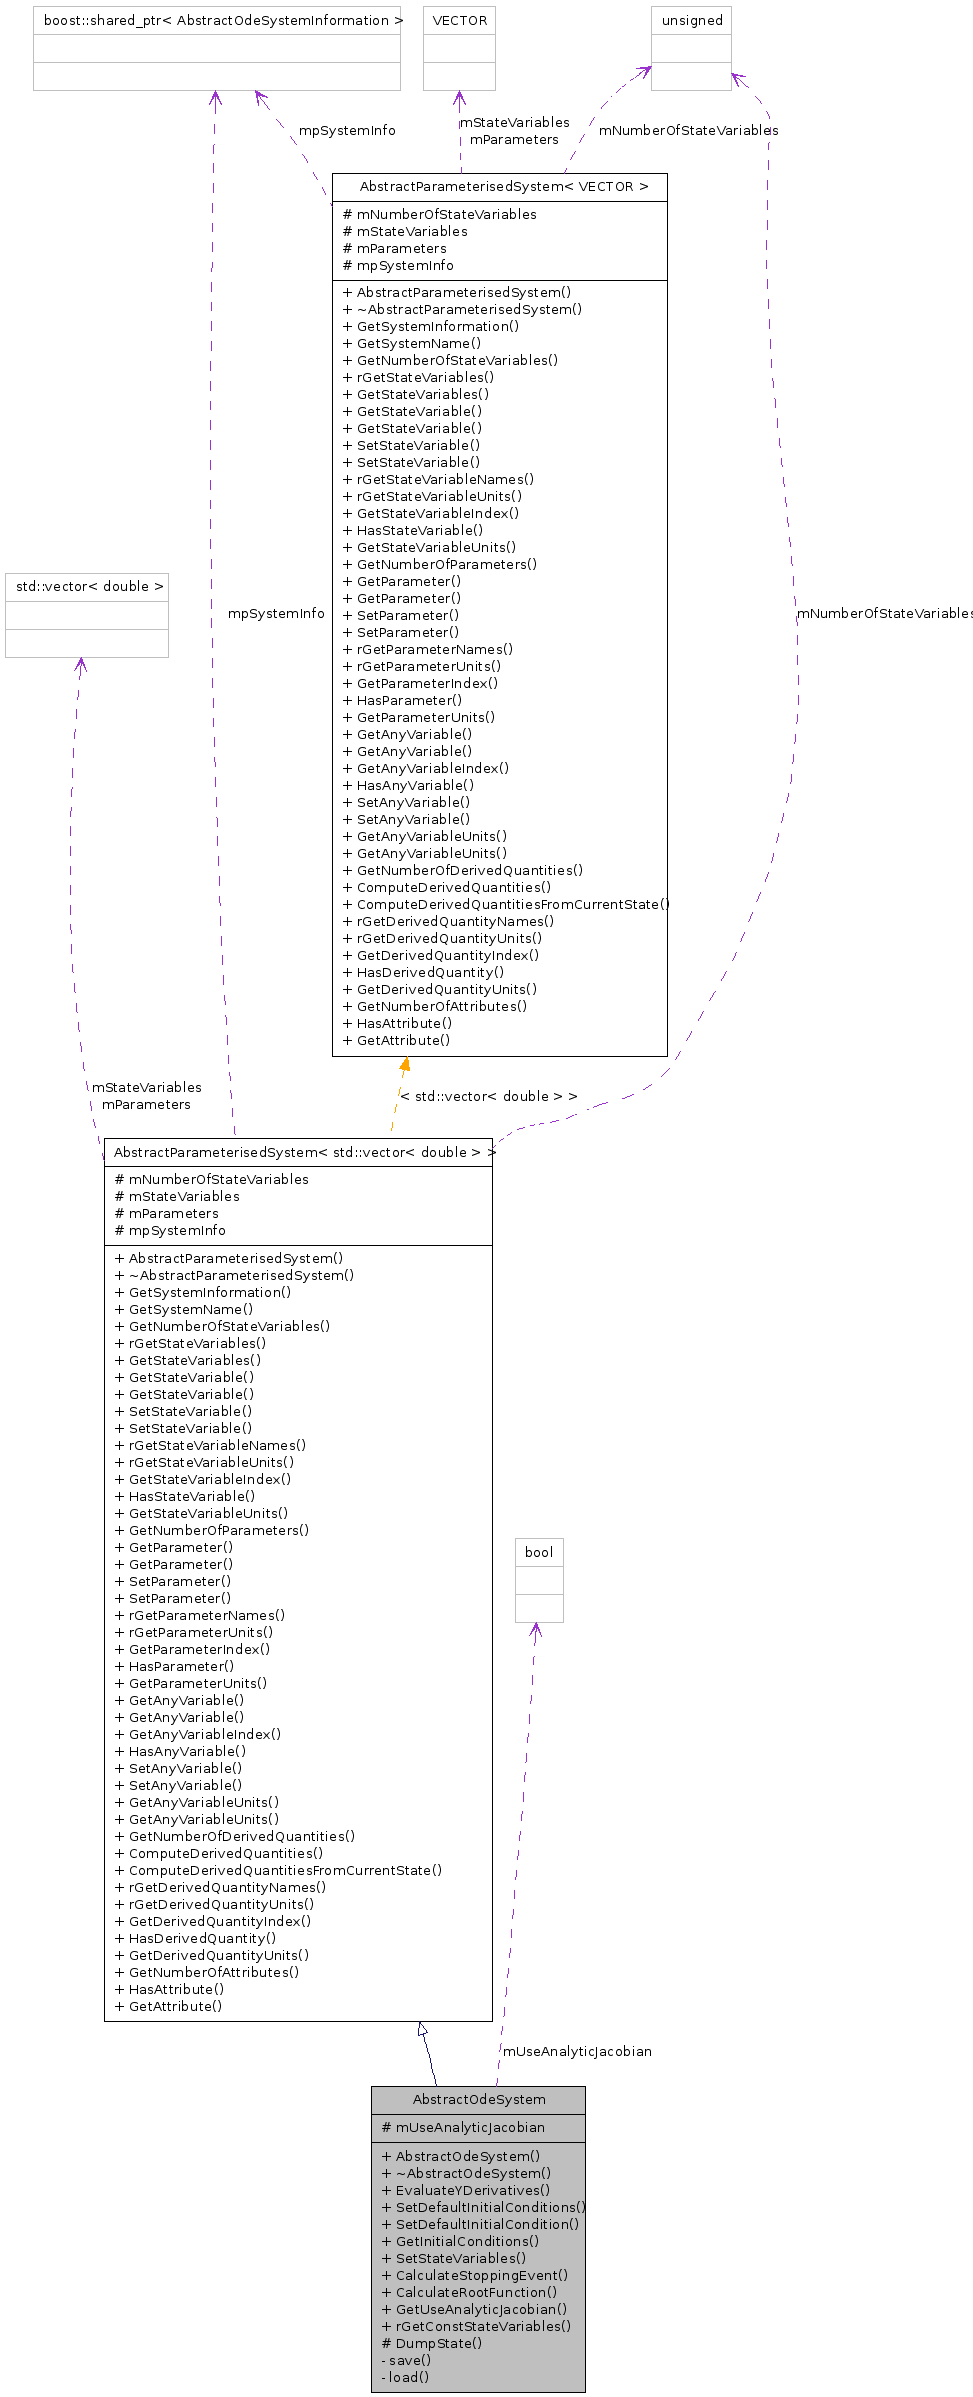 boost::shared_ptr< AbstractOdeSystemInformation >
VECTOR
unsigned
mpSystemInfo
mStateVariables
mParameters
mNumberOfStateVariables
AbstractParameterisedSystem< VECTOR >
# mNumberOfStateVariables
# mStateVariables
# mParameters
# mpSystemInfo
+ AbstractParameterisedSystem()
+ ~AbstractParameterisedSystem()
+ GetSystemInformation()
+ GetSystemName()
+ GetNumberOfStateVariables()
+ rGetStateVariables()
+ GetStateVariables()
+ GetStateVariable()
+ GetStateVariable()
+ SetStateVariable()
+ SetStateVariable()
+ rGetStateVariableNames()
+ rGetStateVariableUnits()
+ GetStateVariableIndex()
+ HasStateVariable()
+ GetStateVariableUnits()
+ GetNumberOfParameters()
+ GetParameter()
+ GetParameter()
+ SetParameter()
+ SetParameter()
+ rGetParameterNames()
+ rGetParameterUnits()
+ GetParameterIndex()
+ HasParameter()
+ GetParameterUnits()
+ GetAnyVariable()
+ GetAnyVariable()
+ GetAnyVariableIndex()
+ HasAnyVariable()
+ SetAnyVariable()
+ SetAnyVariable()
+ GetAnyVariableUnits()
+ GetAnyVariableUnits()
+ GetNumberOfDerivedQuantities()
+ ComputeDerivedQuantities()
+ ComputeDerivedQuantitiesFromCurrentState()
+ rGetDerivedQuantityNames()
+ rGetDerivedQuantityUnits()
+ GetDerivedQuantityIndex()
+ HasDerivedQuantity()
+ GetDerivedQuantityUnits()
+ GetNumberOfAttributes()
+ HasAttribute()
+ GetAttribute()
std::vector< double >
mpSystemInfo
mNumberOfStateVariables
mStateVariables
mParameters
< std::vector< double > >
AbstractParameterisedSystem< std::vector< double > >
# mNumberOfStateVariables
# mStateVariables
# mParameters
# mpSystemInfo
+ AbstractParameterisedSystem()
+ ~AbstractParameterisedSystem()
+ GetSystemInformation()
+ GetSystemName()
+ GetNumberOfStateVariables()
+ rGetStateVariables()
+ GetStateVariables()
+ GetStateVariable()
+ GetStateVariable()
+ SetStateVariable()
+ SetStateVariable()
+ rGetStateVariableNames()
+ rGetStateVariableUnits()
+ GetStateVariableIndex()
+ HasStateVariable()
+ GetStateVariableUnits()
+ GetNumberOfParameters()
+ GetParameter()
+ GetParameter()
+ SetParameter()
+ SetParameter()
+ rGetParameterNames()
+ rGetParameterUnits()
+ GetParameterIndex()
+ HasParameter()
+ GetParameterUnits()
+ GetAnyVariable()
+ GetAnyVariable()
+ GetAnyVariableIndex()
+ HasAnyVariable()
+ SetAnyVariable()
+ SetAnyVariable()
+ GetAnyVariableUnits()
+ GetAnyVariableUnits()
+ GetNumberOfDerivedQuantities()
+ ComputeDerivedQuantities()
+ ComputeDerivedQuantitiesFromCurrentState()
+ rGetDerivedQuantityNames()
+ rGetDerivedQuantityUnits()
+ GetDerivedQuantityIndex()
+ HasDerivedQuantity()
+ GetDerivedQuantityUnits()
+ GetNumberOfAttributes()
+ HasAttribute()
+ GetAttribute()
bool
mUseAnalyticJacobian
AbstractOdeSystem
# mUseAnalyticJacobian
+ AbstractOdeSystem()
+ ~AbstractOdeSystem()
+ EvaluateYDerivatives()
+ SetDefaultInitialConditions()
+ SetDefaultInitialCondition()
+ GetInitialConditions()
+ SetStateVariables()
+ CalculateStoppingEvent()
+ CalculateRootFunction()
+ GetUseAnalyticJacobian()
+ rGetConstStateVariables()
# DumpState()
- save()
- load()